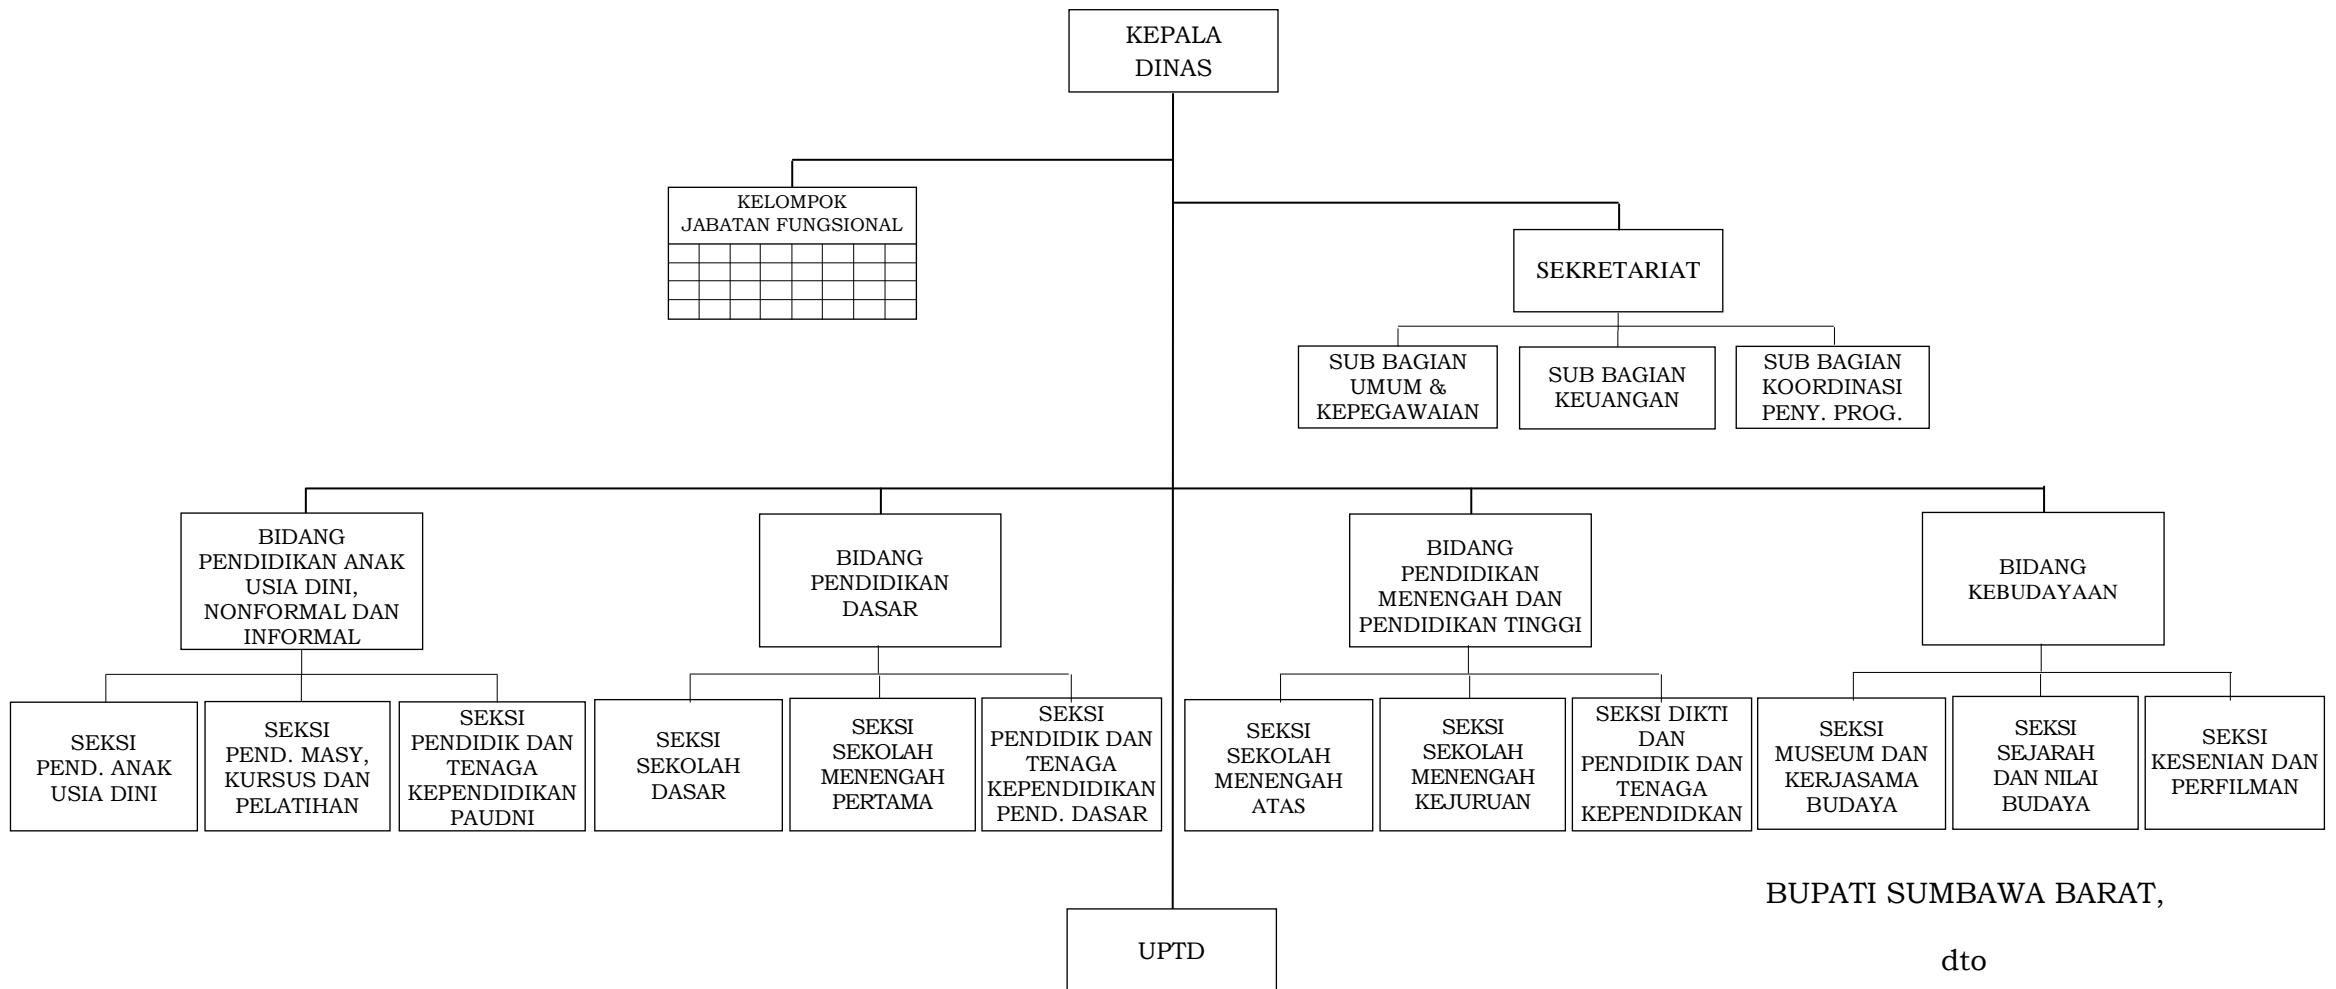 KEPALA
DINAS
KELOMPOK
JABATAN FUNGSIONAL
SEKRETARIAT
SUB BAGIAN
UMUM &
KEPEGAWAIAN
SUB BAGIAN
KEUANGAN
SUB BAGIAN
KOORDINASI
PENY. PROG.
BIDANG
PENDIDIKAN ANAK
USIA DINI,
NONFORMAL DAN
INFORMAL
BIDANG
PENDIDIKAN
DASAR
BIDANG
PENDIDIKAN
MENENGAH DAN
PENDIDIKAN TINGGI
BIDANG
KEBUDAYAAN
SEKSI
PEND. ANAK
USIA DINI
SEKSI
PEND. MASY,
KURSUS DAN
PELATIHAN
SEKSI
PENDIDIK DAN
TENAGA
KEPENDIDIKAN
PAUDNI
SEKSI
SEKOLAH
DASAR
SEKSI
SEKOLAH
MENENGAH
PERTAMA
SEKSI
PENDIDIK DAN
TENAGA
KEPENDIDIKAN
PEND. DASAR
SEKSI
SEKOLAH
MENENGAH
ATAS
SEKSI
SEKOLAH
MENENGAH
KEJURUAN
SEKSI DIKTI
DAN
PENDIDIK DAN
TENAGA
KEPENDIDKAN
SEKSI
MUSEUM DAN
KERJASAMA
BUDAYA
SEKSI
SEJARAH
DAN NILAI
BUDAYA
SEKSI
KESENIAN DAN
PERFILMAN
UPTD
BUPATI SUMBAWA BARAT,
dto